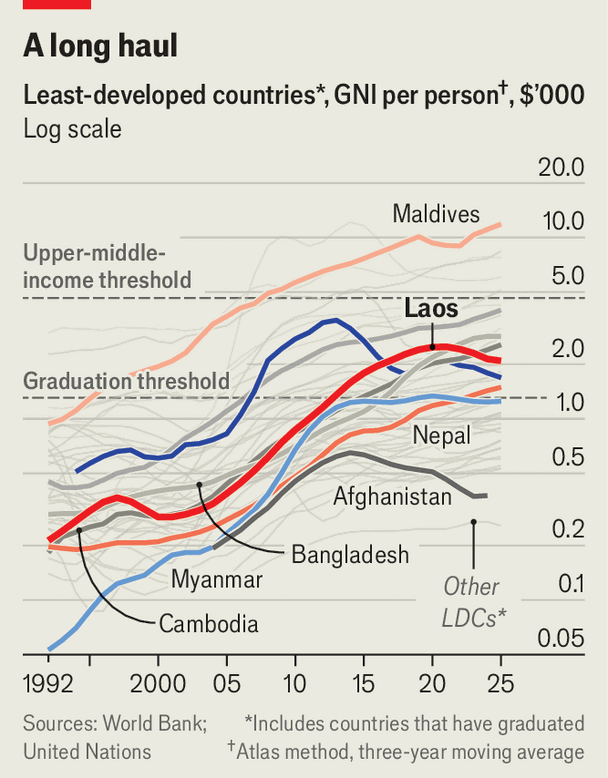 A long haul
Least-developed countries*, GNI per person†, $’000
Log scale
20.0
Maldives
10.0
Upper-middle-
income threshold
5.0
Laos
2.0
Graduation threshold
1.0
Nepal
0.5
Afghanistan
0.2
Bangladesh
Myanmar
Other
LDCs*
0.1
Cambodia
0.05
1992 2000 05 10 15 20 25
Sources: World Bank;
United Nations
*Includes countries that have graduated
†Atlas method, three-year moving average